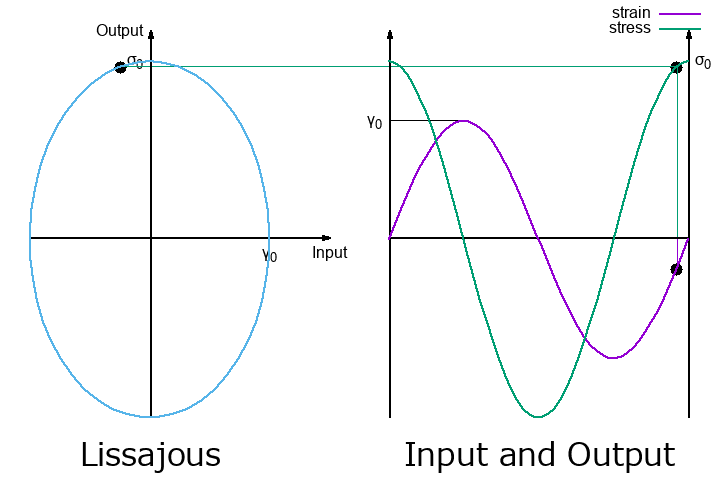 strain
stress
Output
σ0
σ0
γ0
γ0
Input
Lissajous
Input and Output